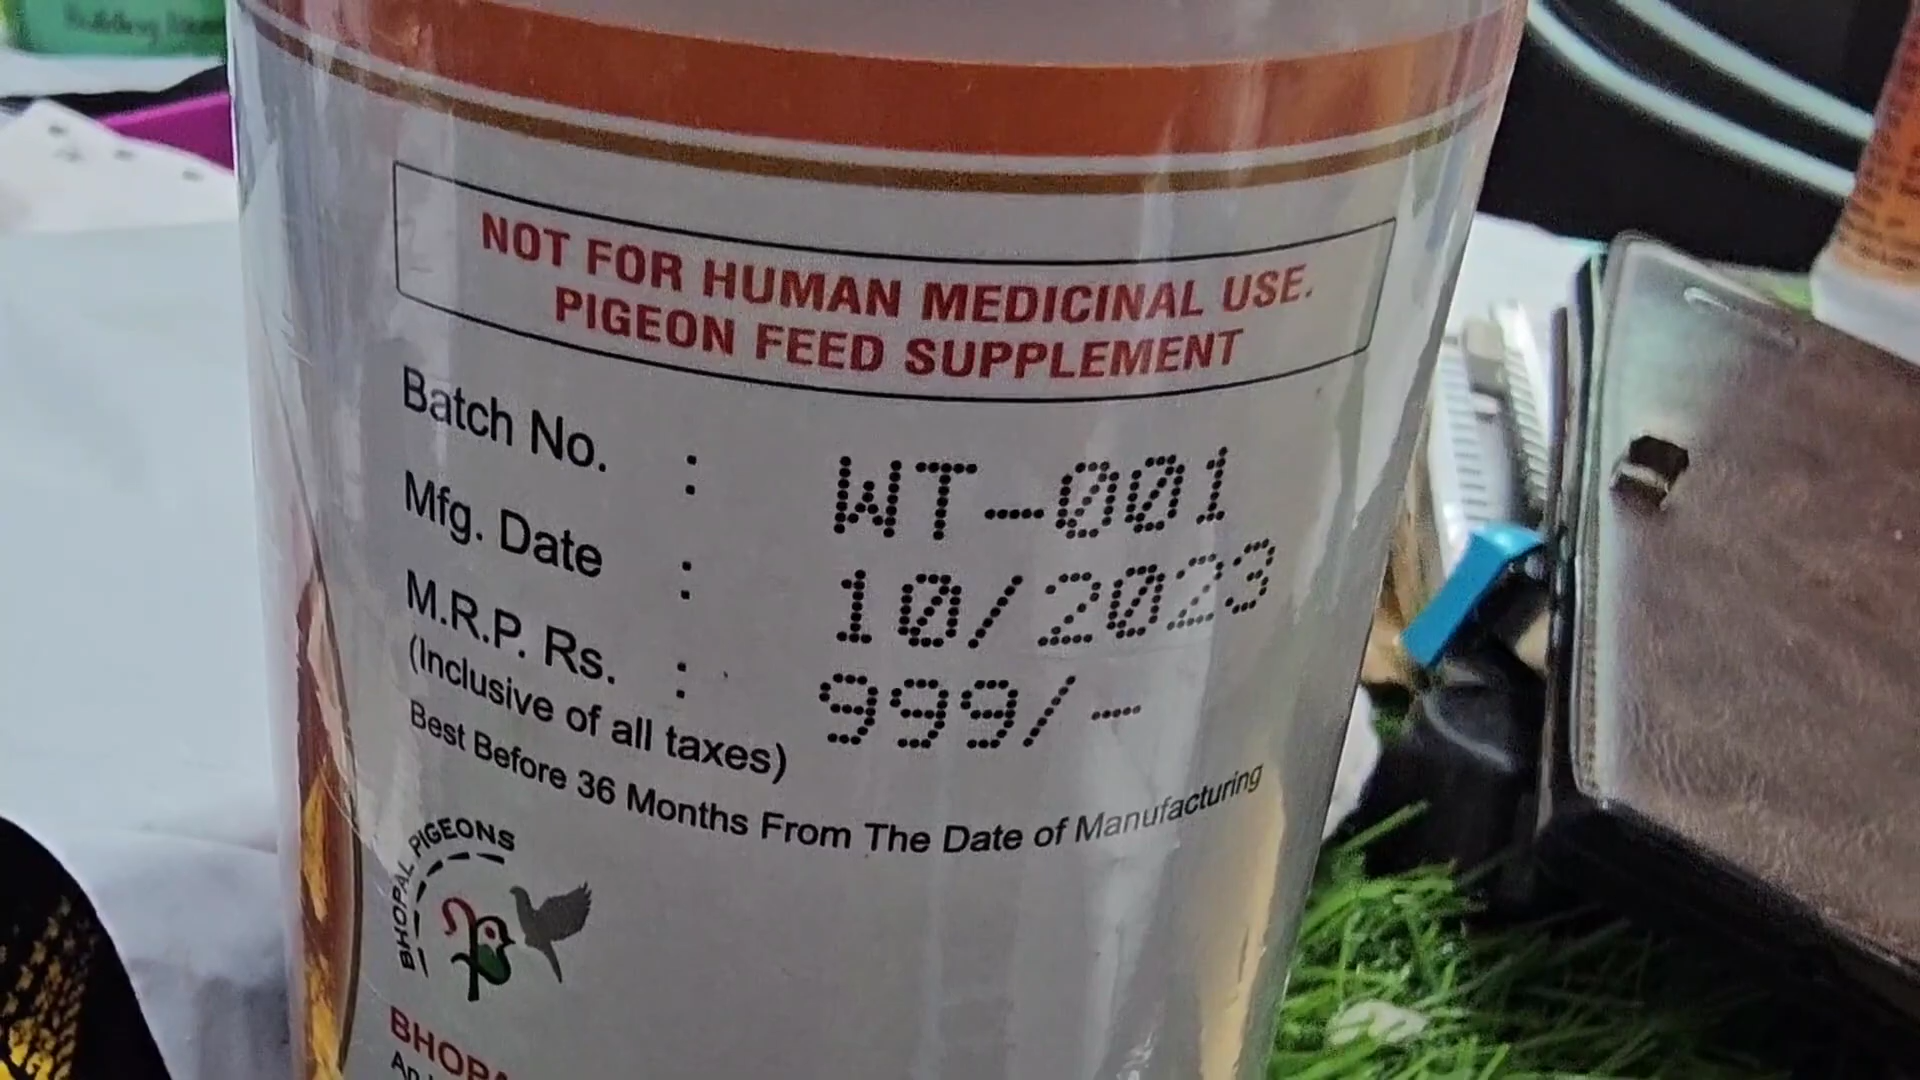 NOT FOR HUMAN MEDICINAL USE.
PIGEON FEED SUPPLEMENT
Batch No. : WT-001
Mfg. Date : 10/2023
M.R.P. Rs. : 999/-
(Inclusive of all taxes)
Best Before 36 Months From The Date of Manufacturing
BHOPAL PIGEONS